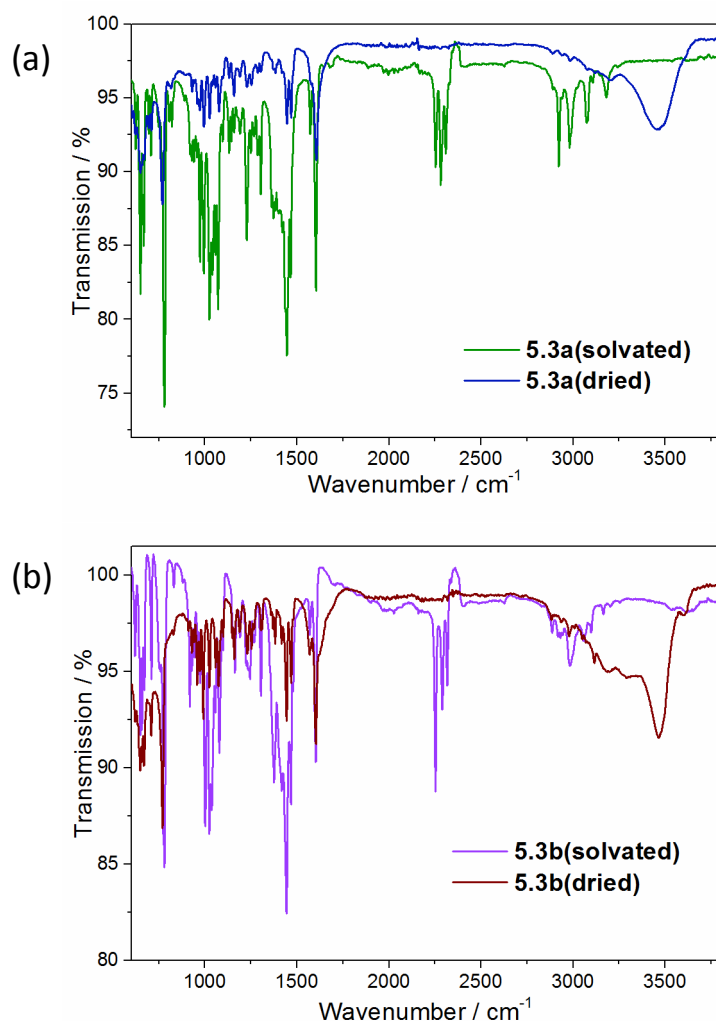 (a)
100
95
90
85
80
75
Transmission / %
5.3a(solvated)
5.3a(dried)
1000 1500 2000 2500 3000 3500
Wavenumber / cm⁻¹
(b)
100
95
90
85
80
Transmission / %
5.3b(solvated)
5.3b(dried)
1000 1500 2000 2500 3000 3500
Wavenumber / cm⁻¹